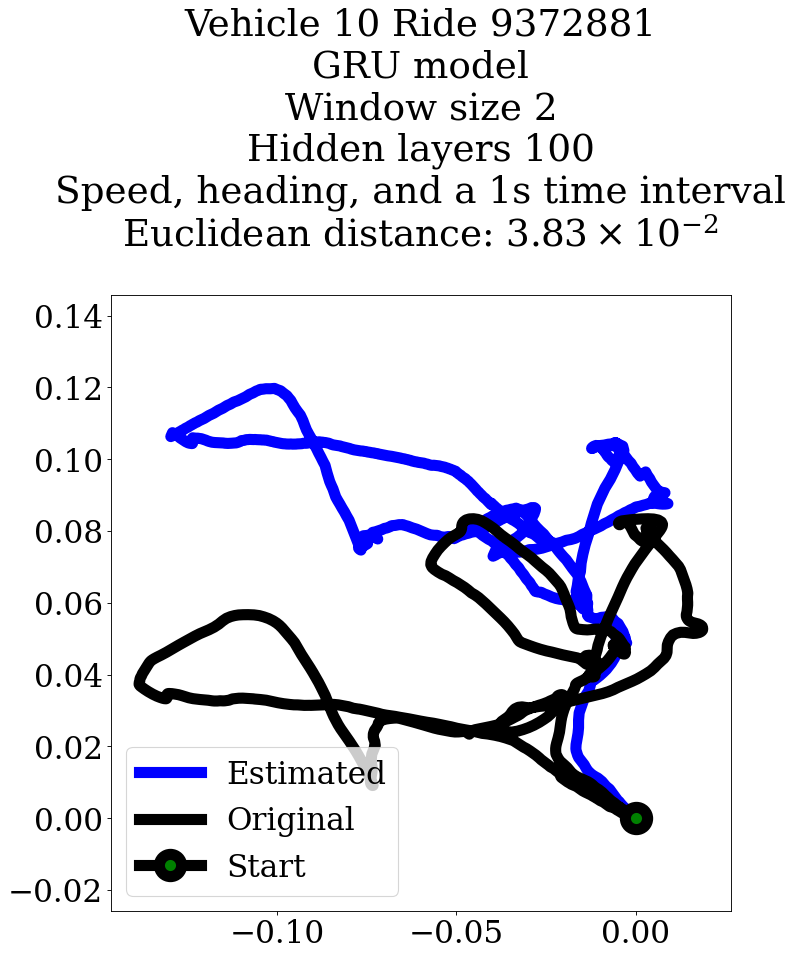 Vehicle 10 Ride 9372881
GRU model
Window size 2
Hidden layers 100
Speed, heading, and a 1s time interval
Euclidean distance: 3.83 × 10⁻²
0.14
0.12
0.10
0.08
0.06
0.04
0.02
0.00
−0.02
Estimated
Original
Start
−0.10 −0.05 0.00